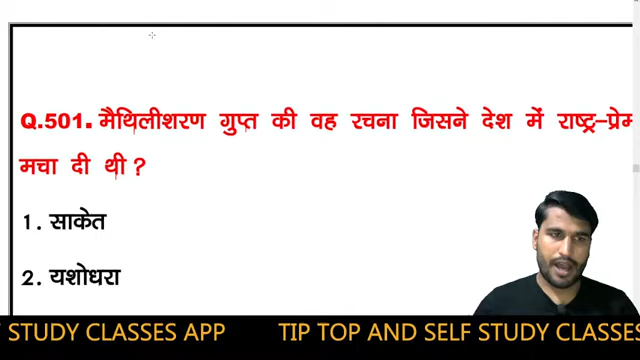 Q.501. मैथिलीशरण गुप्त की वह रचना जिसने देश में राष्ट्र-प्रेम
मचा दी थी?
1. साकेत
2. यशोधरा
STUDY CLASSES APP TIP TOP AND SELF STUDY CLASSES